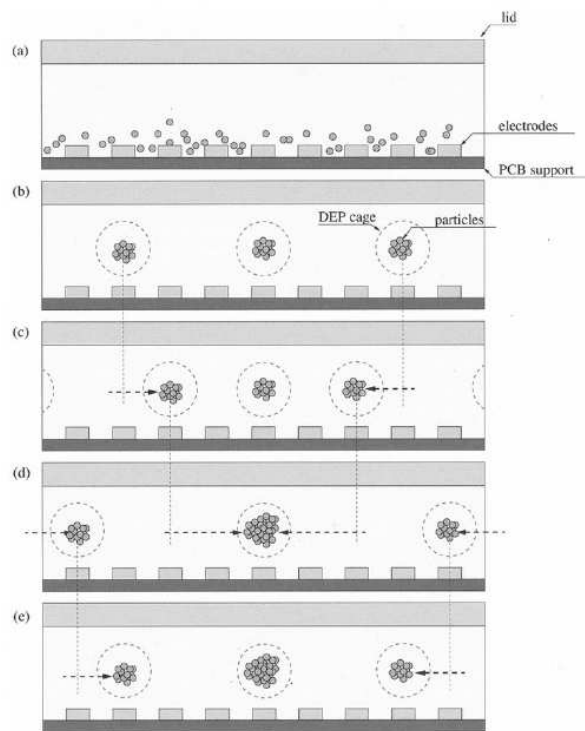 lid
(a)
electrodes
PCB support
(b)
DEP cage
particles
(c)
(d)
(e)